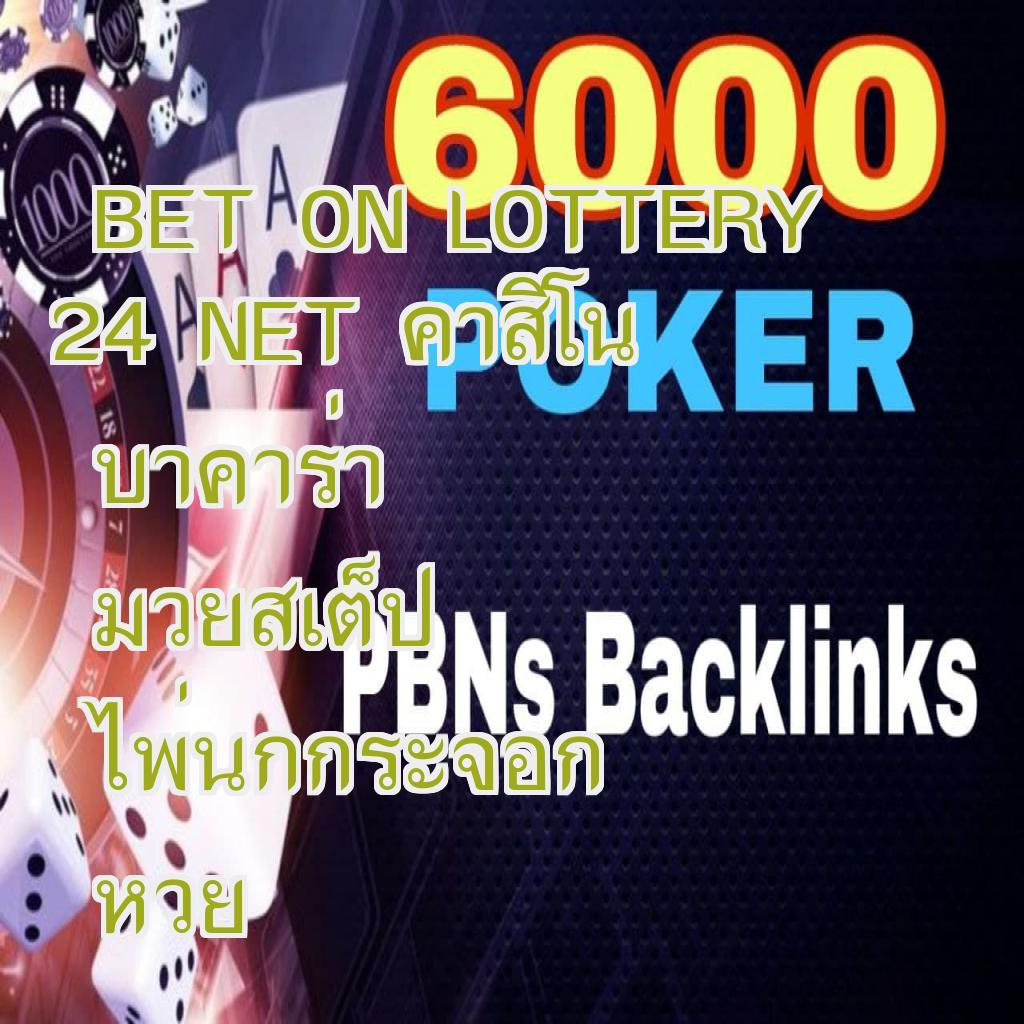 6000
BET ON LOTTERY
24 NET คาสิโน
POKER
บาคาร่า
มวยสเต็ป
PBNs Backlinks
ไพ่นกกระจอก
หวย
1000
1000
A
A
A